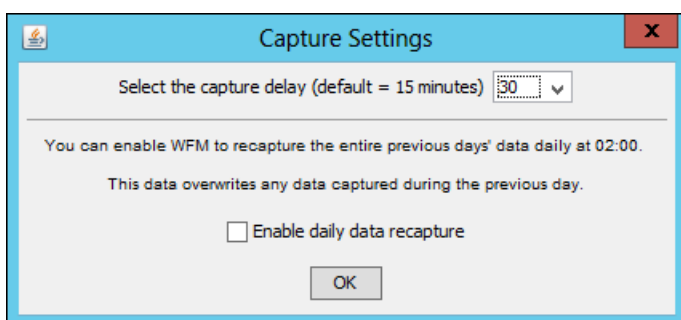 Capture Settings
x
Select the capture delay (default = 15 minutes) 30
You can enable WFM to recapture the entire previous days' data daily at 02:00.
This data overwrites any data captured during the previous day.
Enable daily data recapture
OK